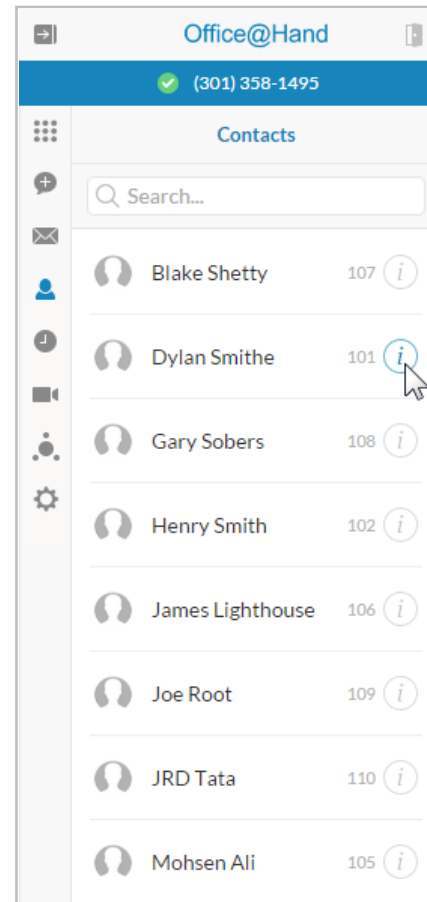 Office@Hand
(301) 358-1495
Contacts
Search...
Blake Shetty 107 i
Dylan Smithe 101 i
Gary Sobers 108 i
Henry Smith 102 i
James Lighthouse 106 i
Joe Root 109 i
JRD Tata 110 i
Mohsen Ali 105 i